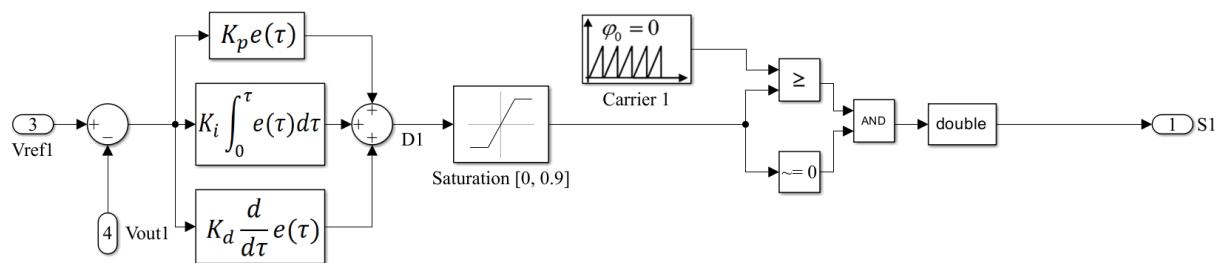 3
Vref1
+
−
4
Vout1
K_p e(τ)
K_i ∫_0^τ e(τ)dτ
K_d d/dτ e(τ)
+
+
+
D1
Saturation [0, 0.9]
φ_0 = 0
Carrier 1
≥
~= 0
AND
double
1
S1